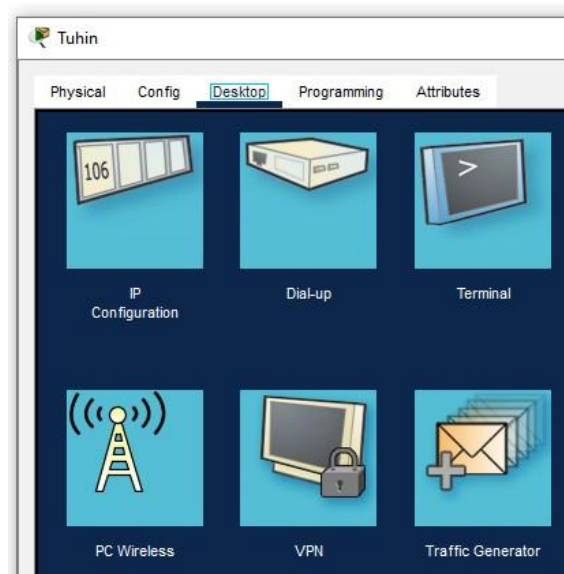 Tuhin
Physical Config Desktop Programming Attributes
106
>
IP
Configuration
Dial-up
Terminal
PC Wireless
VPN
Traffic Generator